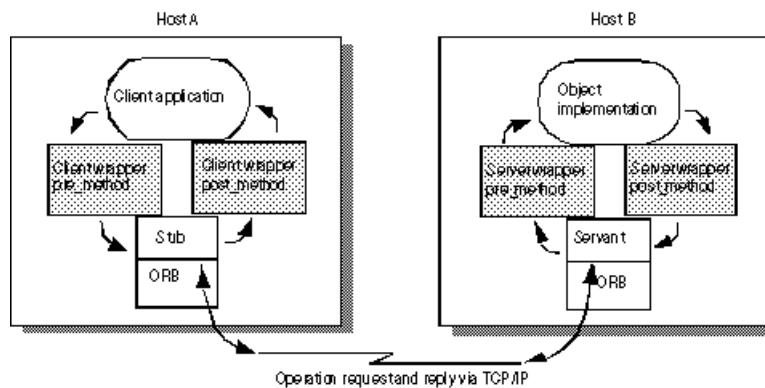 Host A
Host B
Client application
Object
implementation
Client wrapper
pre_method
Client wrapper
post_method
Server wrapper
pre_method
Server wrapper
post_method
Stub
Servant
ORB
ORB
Operation request and reply via TCP/IP